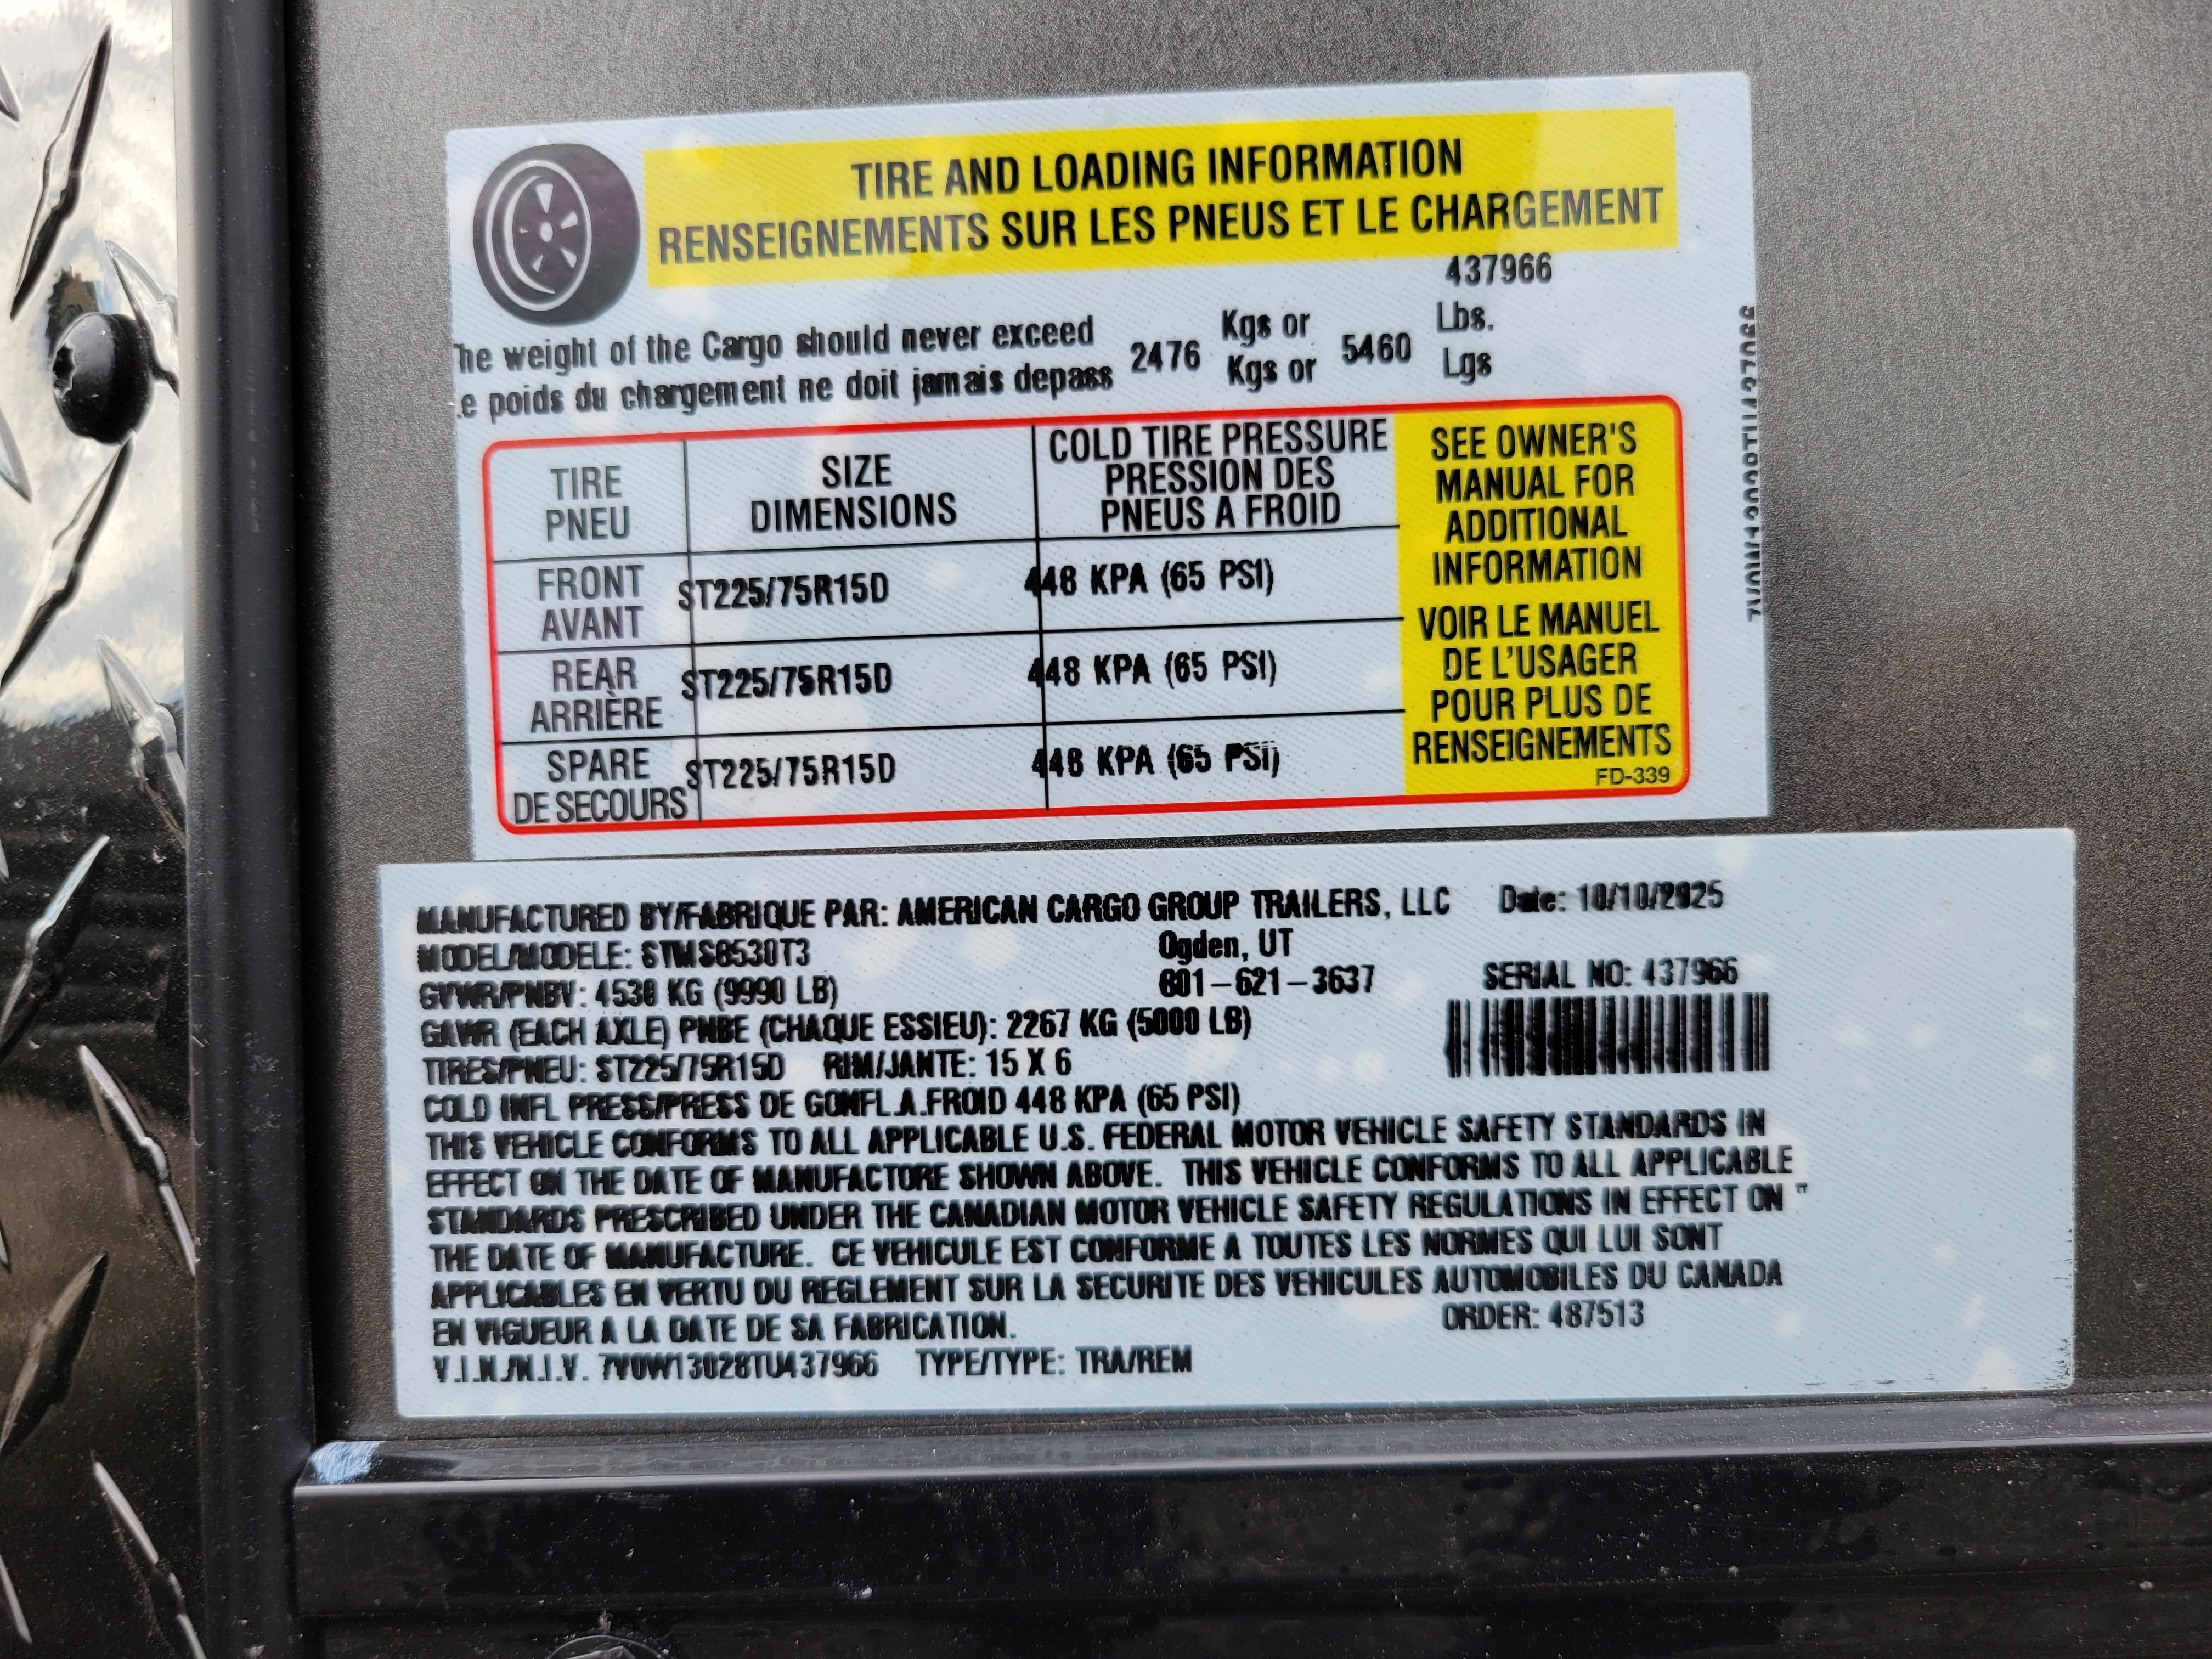 TIRE AND LOADING INFORMATION
RENSEIGNEMENTS SUR LES PNEUS ET LE CHARGEMENT
437966
he weight of the Cargo should never exceed 2476 Kgs or 5460 Lbs.
e poids du chargement ne doit jamais depass Kgs or Lgs
TIRE
PNEU
SIZE
DIMENSIONS
COLD TIRE PRESSURE
PRESSION DES
PNEUS A FROID
FRONT
AVANT
ST225/75R15D
448 KPA (65 PSI)
REAR
ARRIÈRE
ST225/75R15D
448 KPA (65 PSI)
SPARE
DE SECOURS
ST225/75R15D
448 KPA (65 PSI)
SEE OWNER'S
MANUAL FOR
ADDITIONAL
INFORMATION
VOIR LE MANUEL
DE L'USAGER
POUR PLUS DE
RENSEIGNEMENTS
FD-339
MANUFACTURED BY/FABRIQUE PAR: AMERICAN CARGO GROUP TRAILERS, LLC Date: 10/10/2025
MODEL/MODELE: STMS8530T3 Ogden, UT
GVWR/PNBV: 4530 KG (9990 LB) 801-621-3637 SERIAL NO: 437966
GAWR (EACH AXLE) PNBE (CHAQUE ESSIEU): 2267 KG (5000 LB)
TIRES/PNEU: ST225/75R15D RIM/JANTE: 15 X 6
COLD INFL PRESS/PRESS DE GONFL.A.FROID 448 KPA (65 PSI)
THIS VEHICLE CONFORMS TO ALL APPLICABLE U.S. FEDERAL MOTOR VEHICLE SAFETY STANDARDS IN
EFFECT ON THE DATE OF MANUFACTORE SHOWN ABOVE. THIS VEHICLE CONFORMS TO ALL APPLICABLE
STANDARDS PRESCRIBED UNDER THE CANADIAN MOTOR VEHICLE SAFETY REGULATIONS IN EFFECT ON "
THE DATE OF MANUFACTURE. CE VEHICULE EST CONFORME A TOUTES LES NORMES QUI LUI SONT
APPLICABLES EN VERTU DU REGLEMENT SUR LA SECURITE DES VEHICULES AUTOMOBILES DU CANADA
EN VIGUEUR A LA DATE DE SA FABRICATION. ORDER: 487513
V.I.N./N.I.V. 7V0W13028TU437966 TYPE/TYPE: TRA/REM